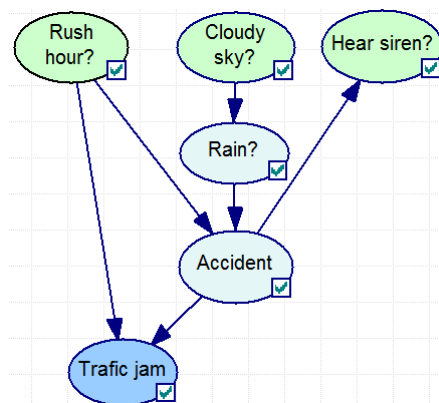 Rush
hour?
Cloudy
sky?
Hear siren?
Rain?
Accident
Trafic jam